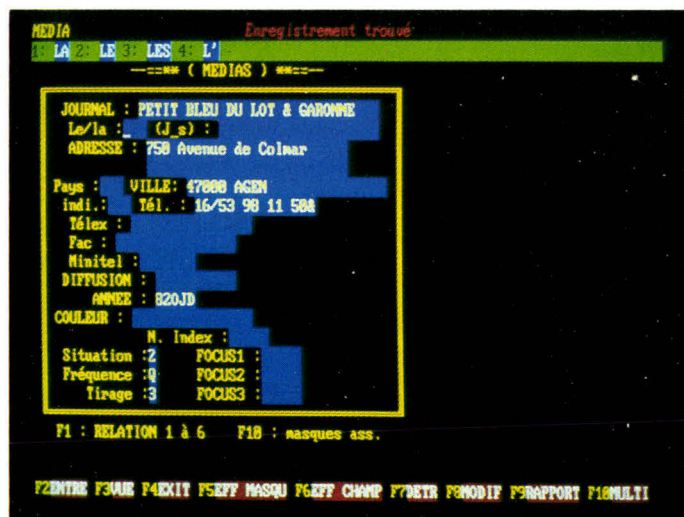 MEDIA Enregistrement trouvé
1: LA 2: LE 3: LES 4: L'
--==** ( MEDIAS ) **==--
JOURNAL : PETIT BLEU DU LOT & GARONNE
Le/la :_ (J_s) :
ADRESSE : 750 Avenue de Colmar
Pays : VILLE: 47000 AGEN
indi.: Tél. : 16/53 98 11 50&
Télex :
Fac :
Minitel :
DIFFUSION :
ANNEE : 820JD
COULEUR :
N. Index :
Situation :2 FOCUS1 :
Fréquence :Q FOCUS2 :
Tirage :3 FOCUS3 :
F1 : RELATION 1 à 6 F10 : masques ass.
F2ENTRE F3VUE F4EXIT F5EFF MASQU F6EFF CHAMP F7DETR F8MODIF F9RAPPORT F10MULTI